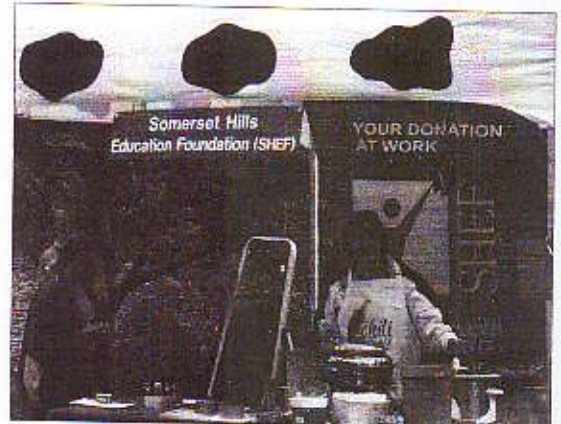 Somerset Hills
Education Foundation (SHEF)
YOUR DONATION
AT WORK
SHEF
chili